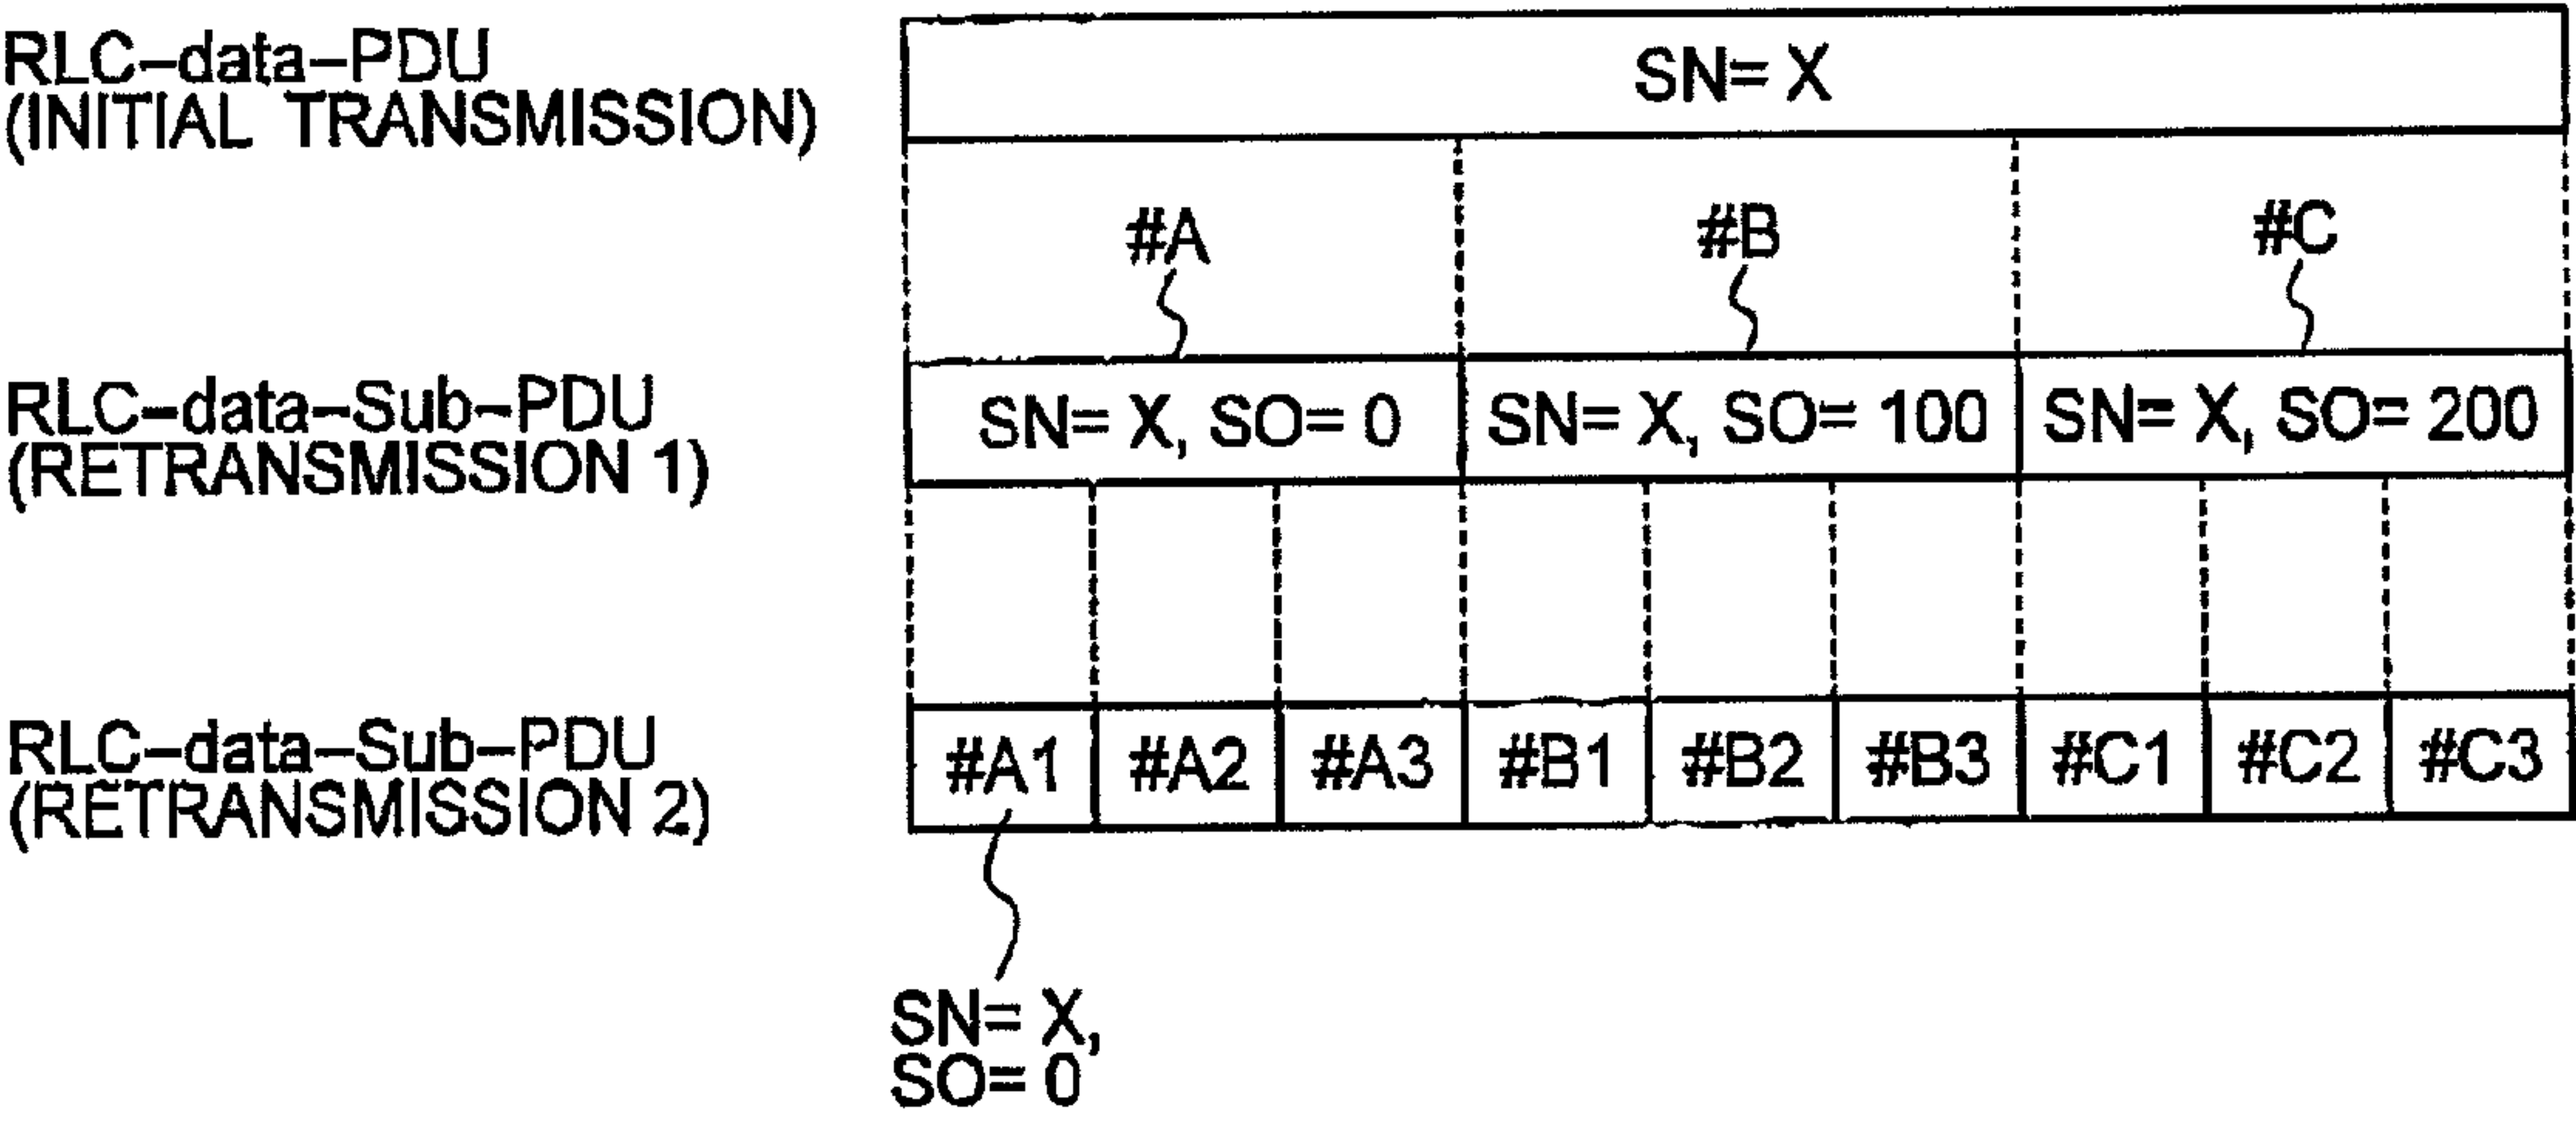 RLC–data–PDU
(INITIAL TRANSMISSION)
SN= X
#A
#B
#C
RLC–data–Sub–PDU
(RETRANSMISSION 1)
SN= X, SO= 0
SN= X, SO= 100
SN= X, SO= 200
RLC–data–Sub–PDU
(RETRANSMISSION 2)
#A1
#A2
#A3
#B1
#B2
#B3
#C1
#C2
#C3
SN= X,
SO= 0